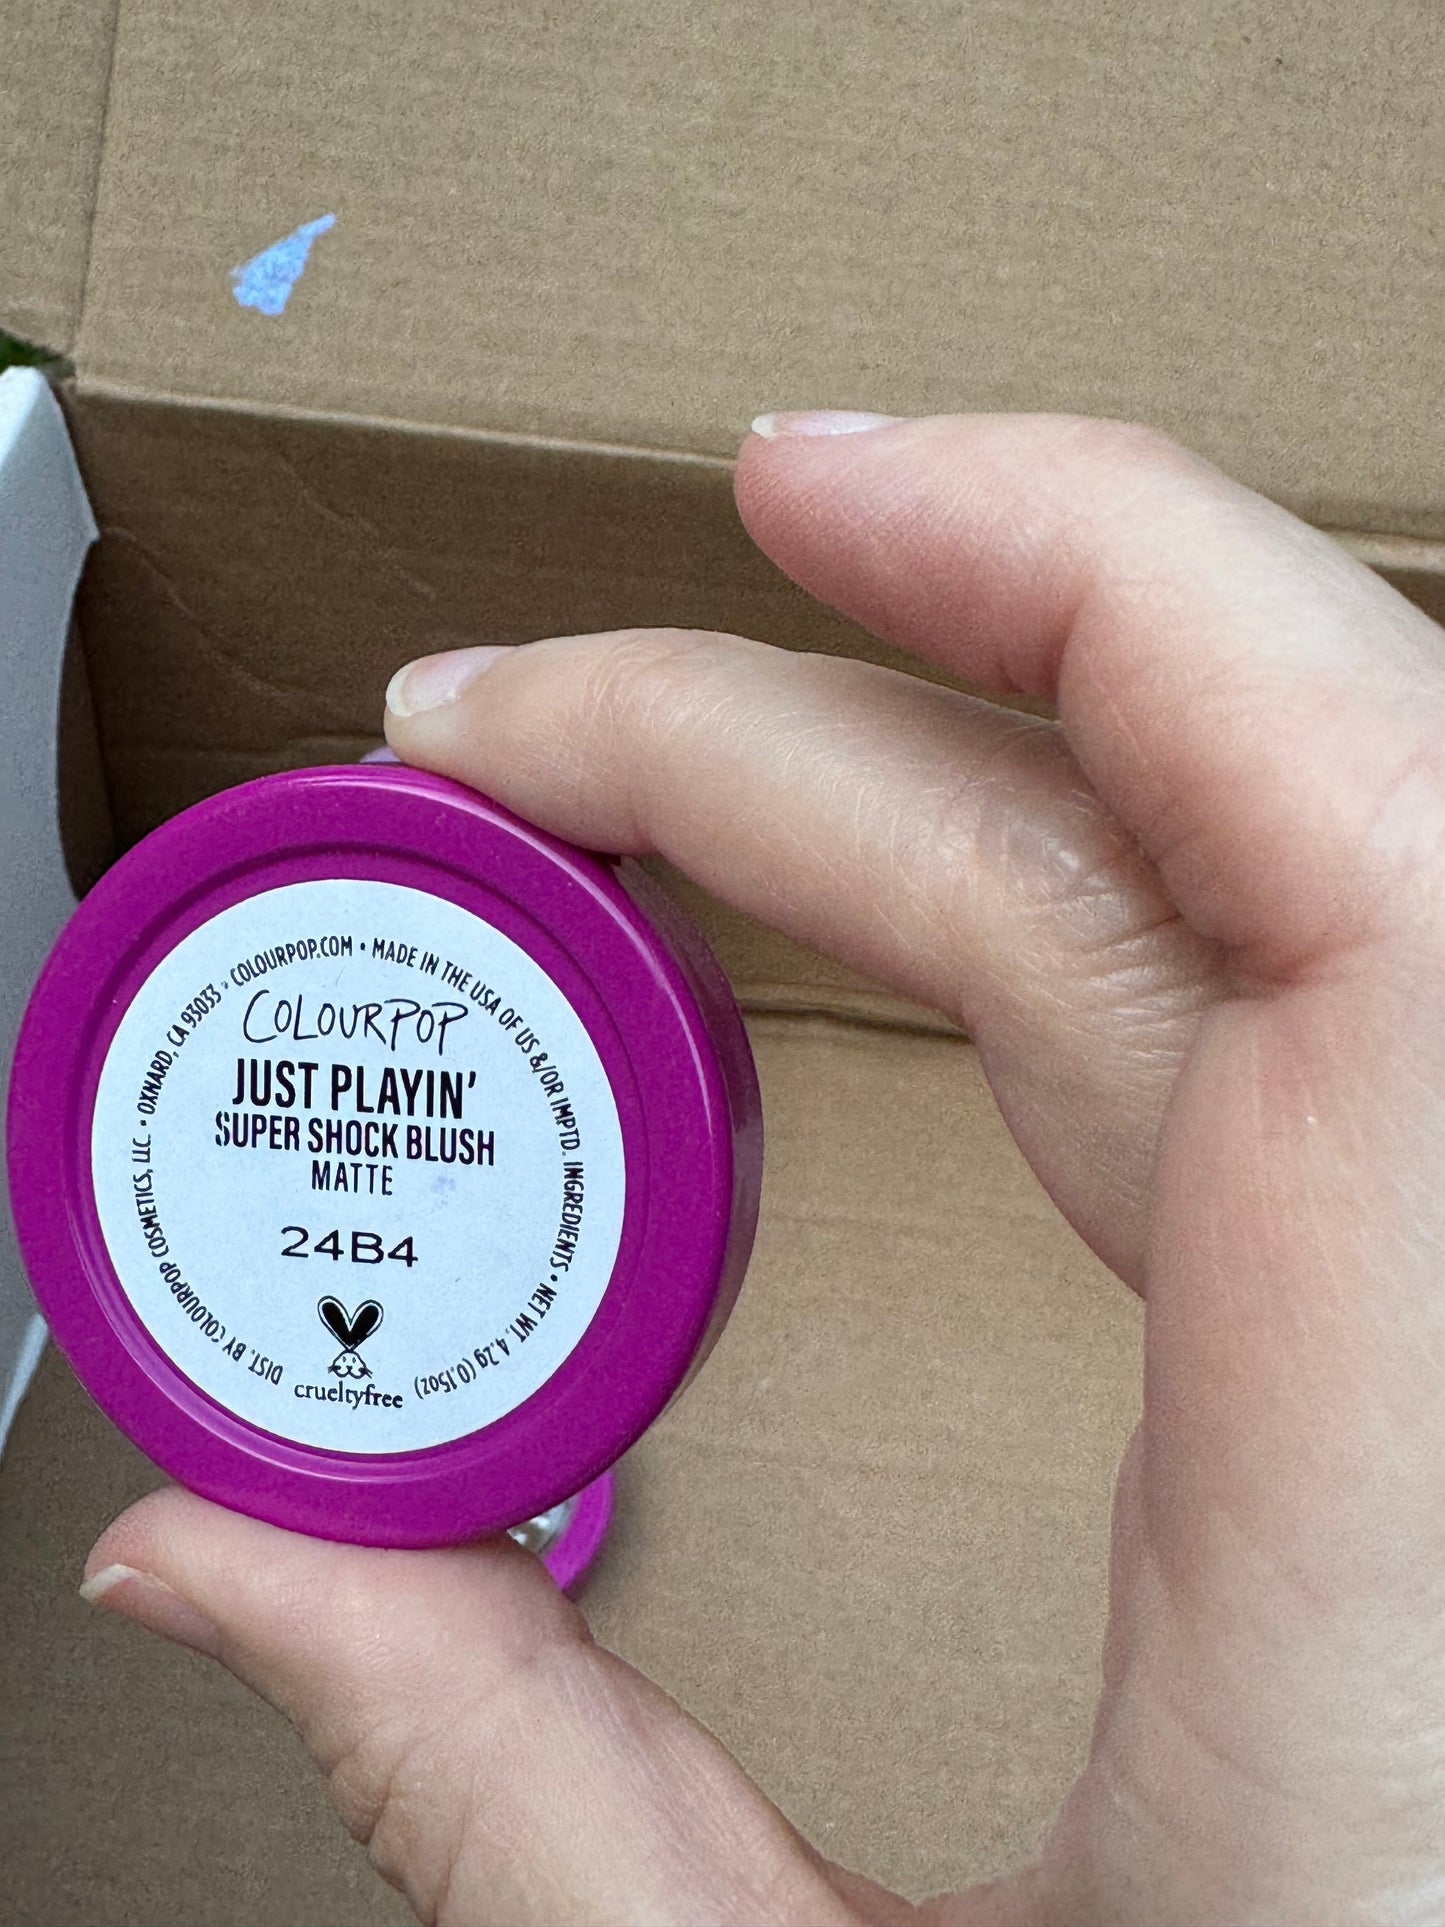 COLOURPOP
JUST PLAYIN'
SUPER SHOCK BLUSH
MATTE
24B4
crueltyfree
DIST. BY COLOURPOP COSMETICS, LLC. • OXNARD, CA 93033 • COLOURPOP.COM • MADE IN THE USA OF US &/OR IMPTD. INGREDIENTS • NET WT. 4.2g (0.15oz)